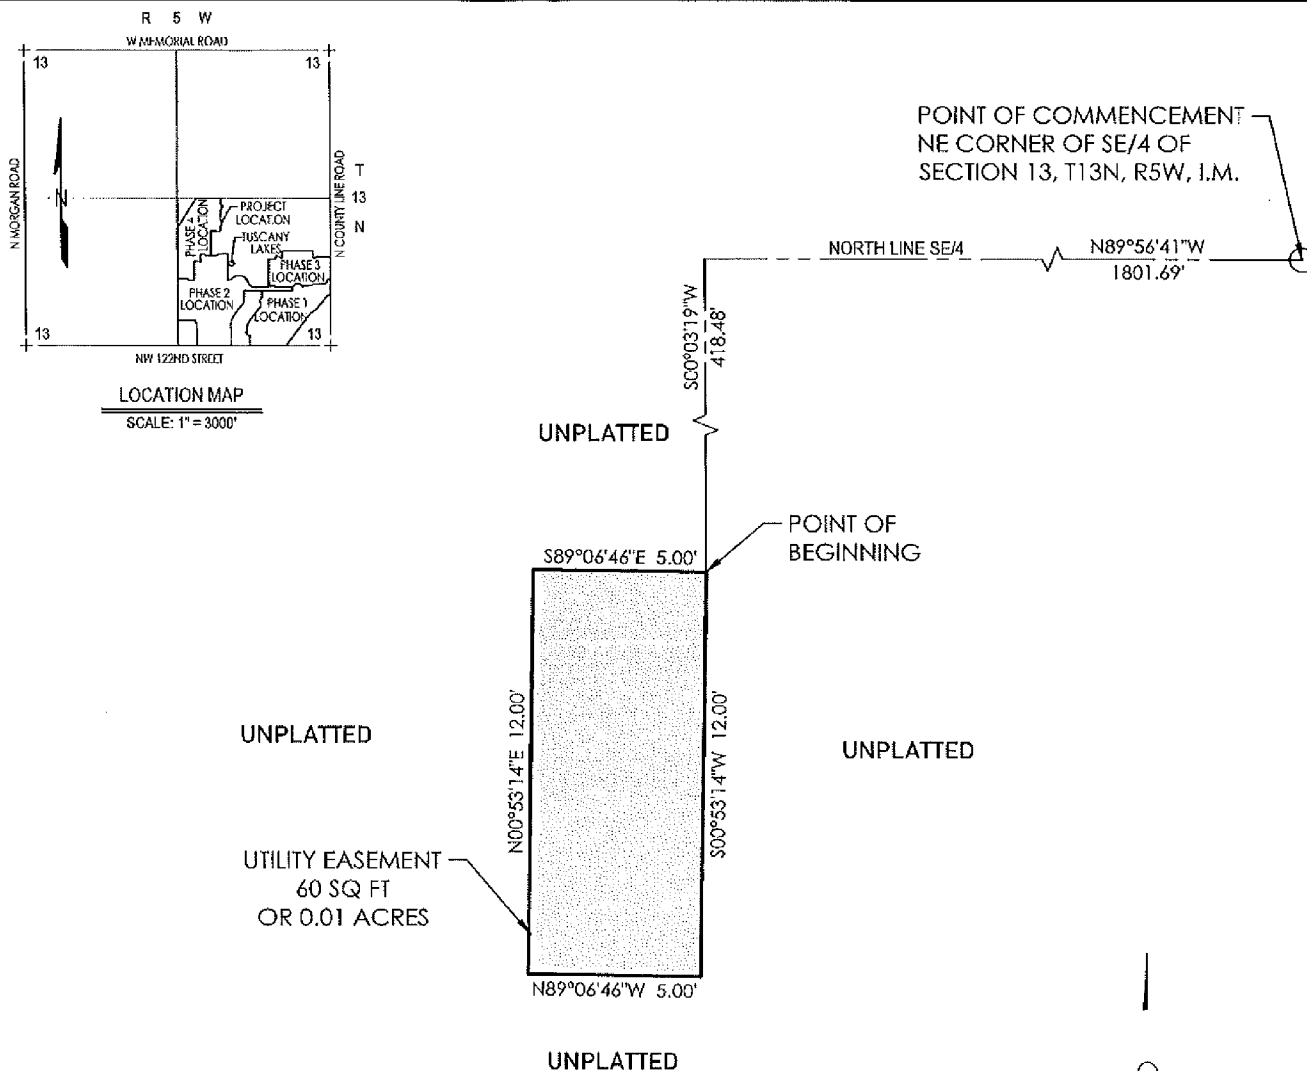 R 5 W
W MEMORIAL ROAD
13
13
N MORGAN ROAD
N
N COUNTY LINE ROAD
T
13
N
PHASE 4
LOCATION
PROJECT
LOCATION
TUSCANY
LAKES
PHASE 3
LOCATION
PHASE 2
LOCATION
PHASE 1
LOCATION
13
13
NW 122ND STREET
LOCATION MAP
SCALE: 1" = 3000'
POINT OF COMMENCEMENT
NE CORNER OF SE/4 OF
SECTION 13, T13N, R5W, I.M.
NORTH LINE SE/4
N89°56'41"W
1801.69'
S00°03'19"W
418.48'
UNPLATTED
POINT OF
BEGINNING
S89°06'46"E 5.00'
N00°53'14"E 12.00'
S00°53'14"W 12.00'
UNPLATTED
UNPLATTED
UTILITY EASEMENT
60 SQ FT
OR 0.01 ACRES
N89°06'46"W 5.00'
UNPLATTED